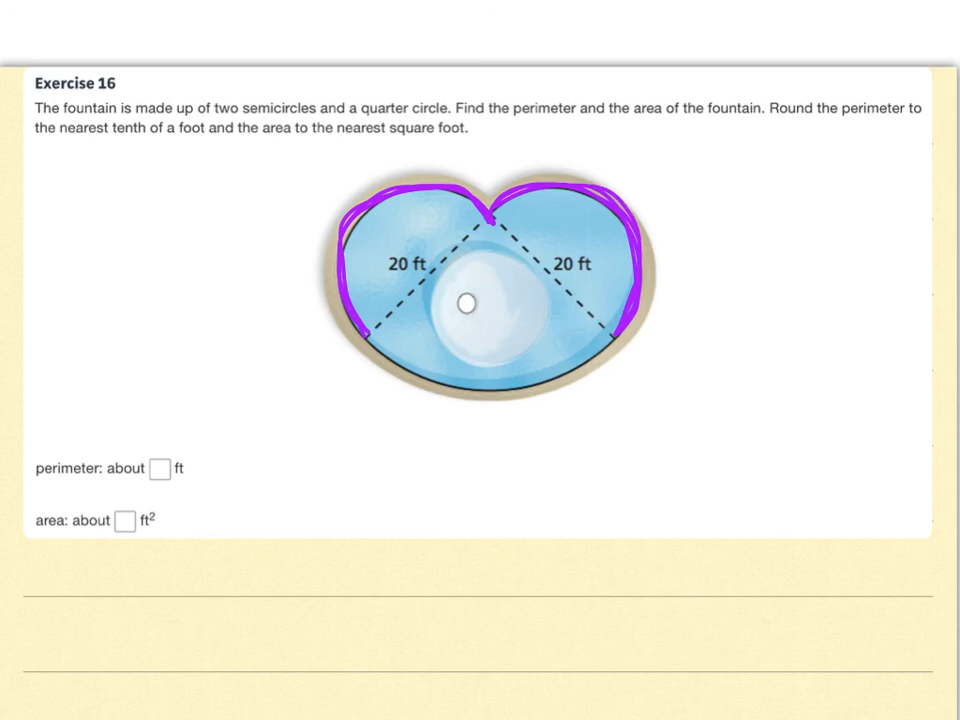 Exercise 16
The fountain is made up of two semicircles and a quarter circle. Find the perimeter and the area of the fountain. Round the perimeter to
the nearest tenth of a foot and the area to the nearest square foot.
20 ft 20 ft
perimeter: about ft
area: about ft²